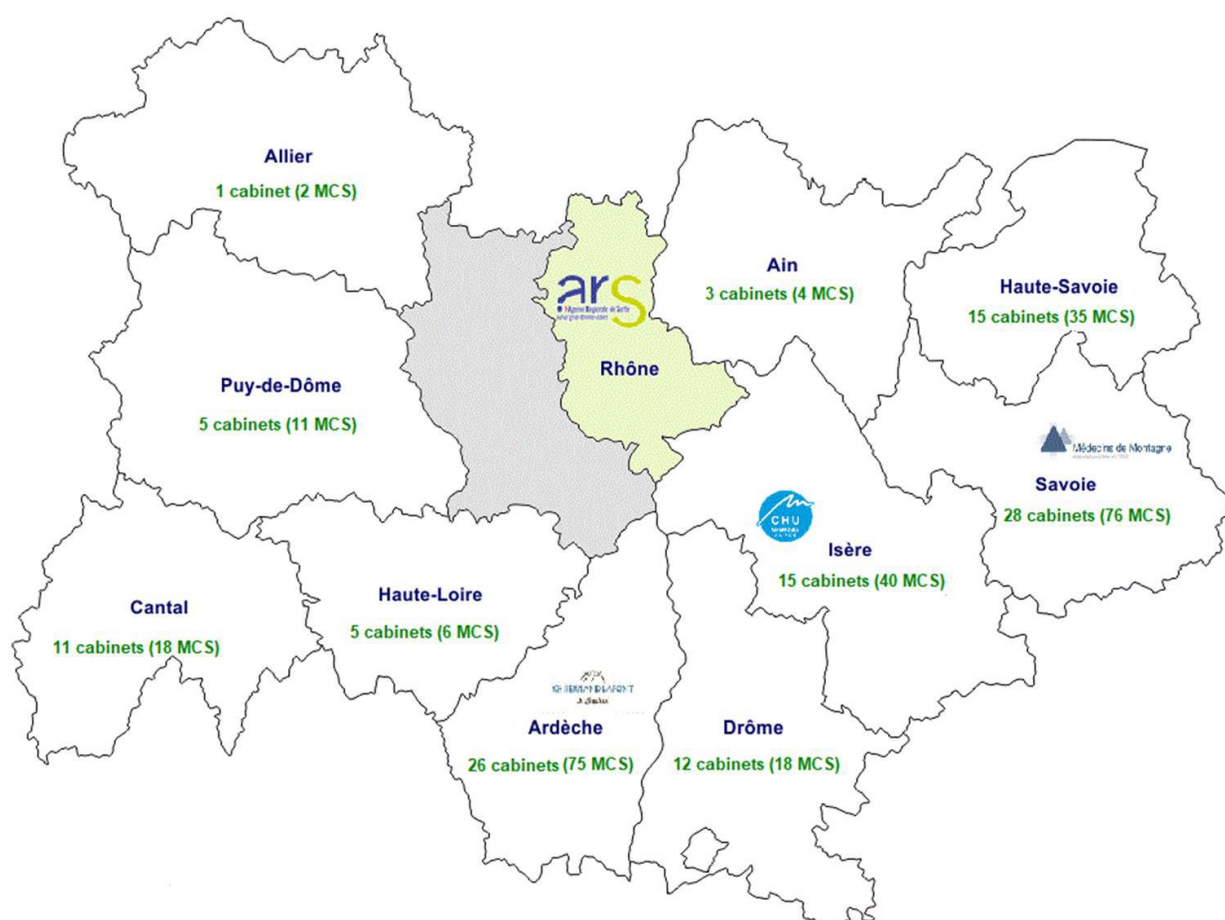 Allier
1 cabinet (2 MCS)
Ain
3 cabinets (4 MCS)
Haute-Savoie
15 cabinets (35 MCS)
ars
Rhône
Puy-de-Dôme
5 cabinets (11 MCS)
Médecins de Montagne
Savoie
28 cabinets (76 MCS)
CHU
Isère
15 cabinets (40 MCS)
Haute-Loire
5 cabinets (6 MCS)
Cantal
11 cabinets (18 MCS)
Ardèche
26 cabinets (75 MCS)
Drôme
12 cabinets (18 MCS)